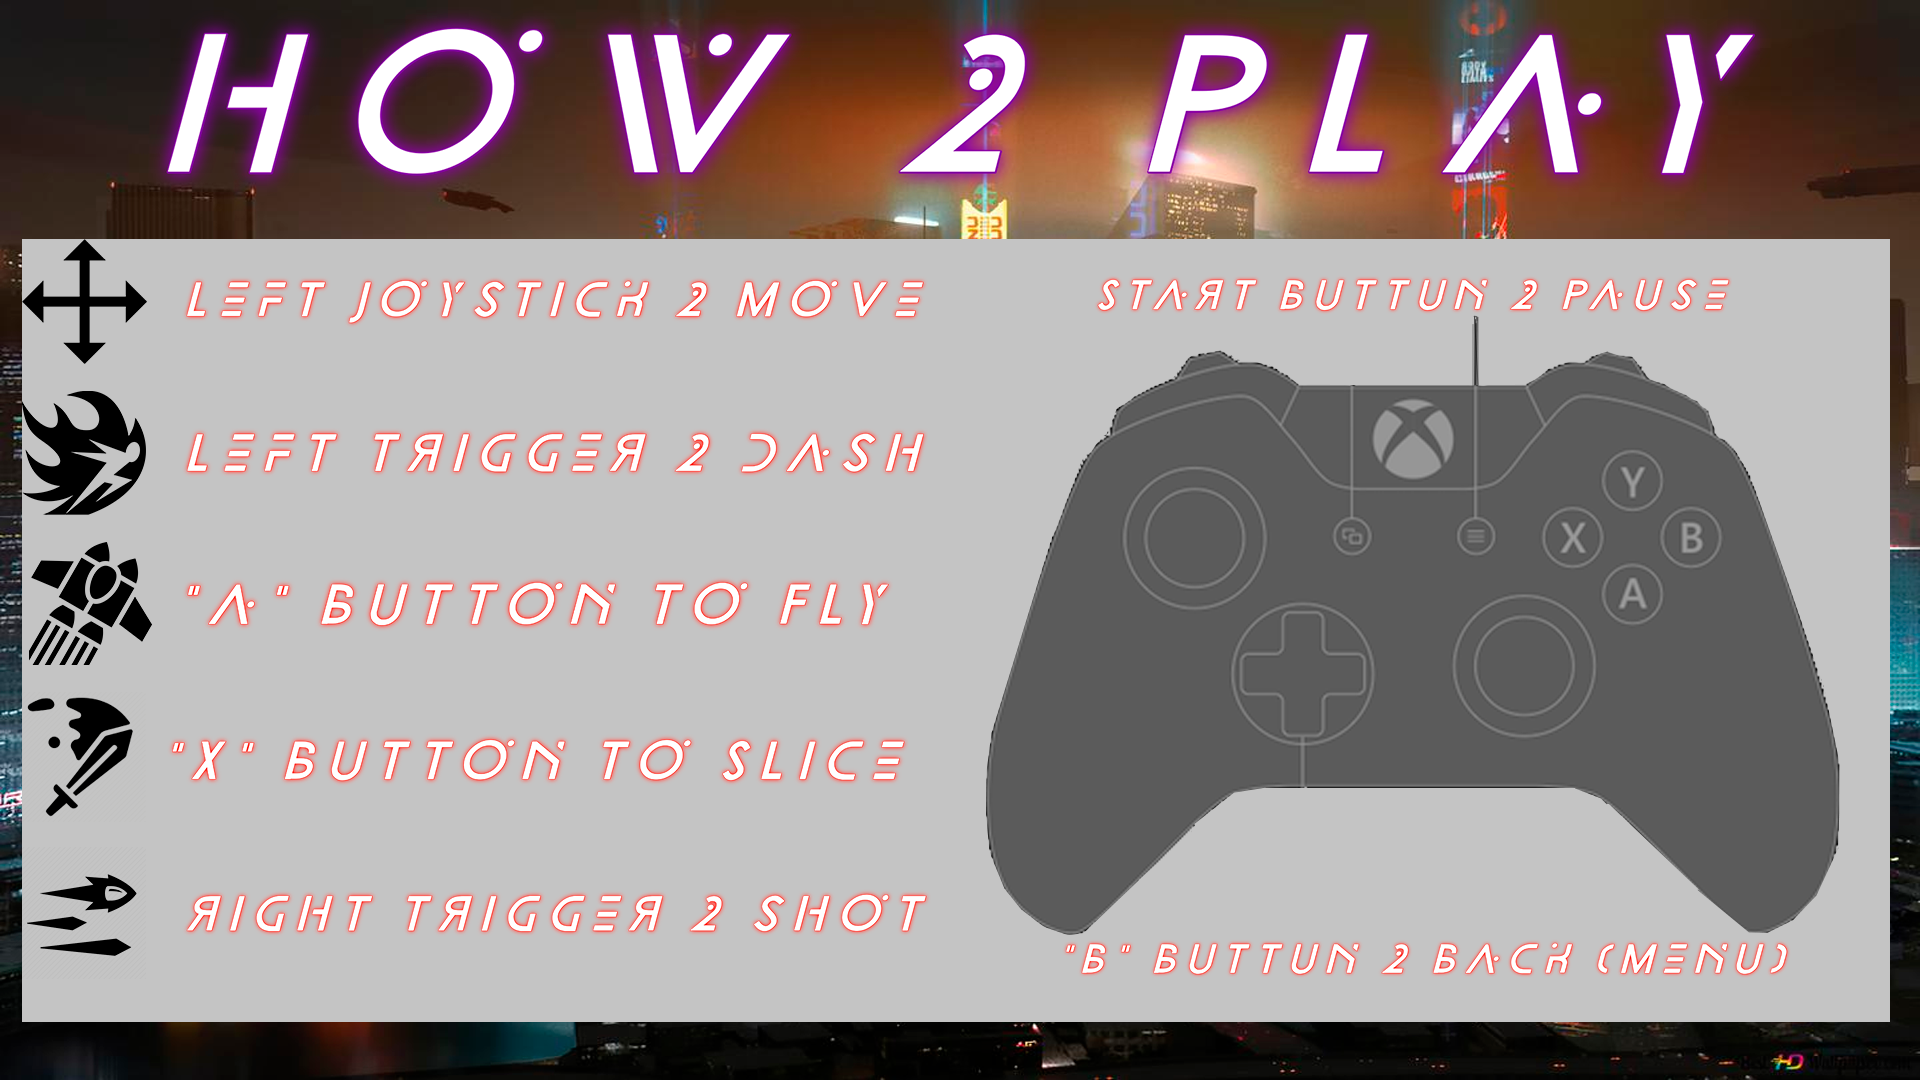 HOW 2 PLAY
LEFT JOYSTICK 2 MOVE
LEFT TRIGGER 2 DASH
"A" BUTTON TO FLY
"X" BUTTON TO SLICE
RIGHT TRIGGER 2 SHOT
START BUTTUN 2 PAUSE
Y
X
B
A
"B" BUTTUN 2 BACK (MENU)